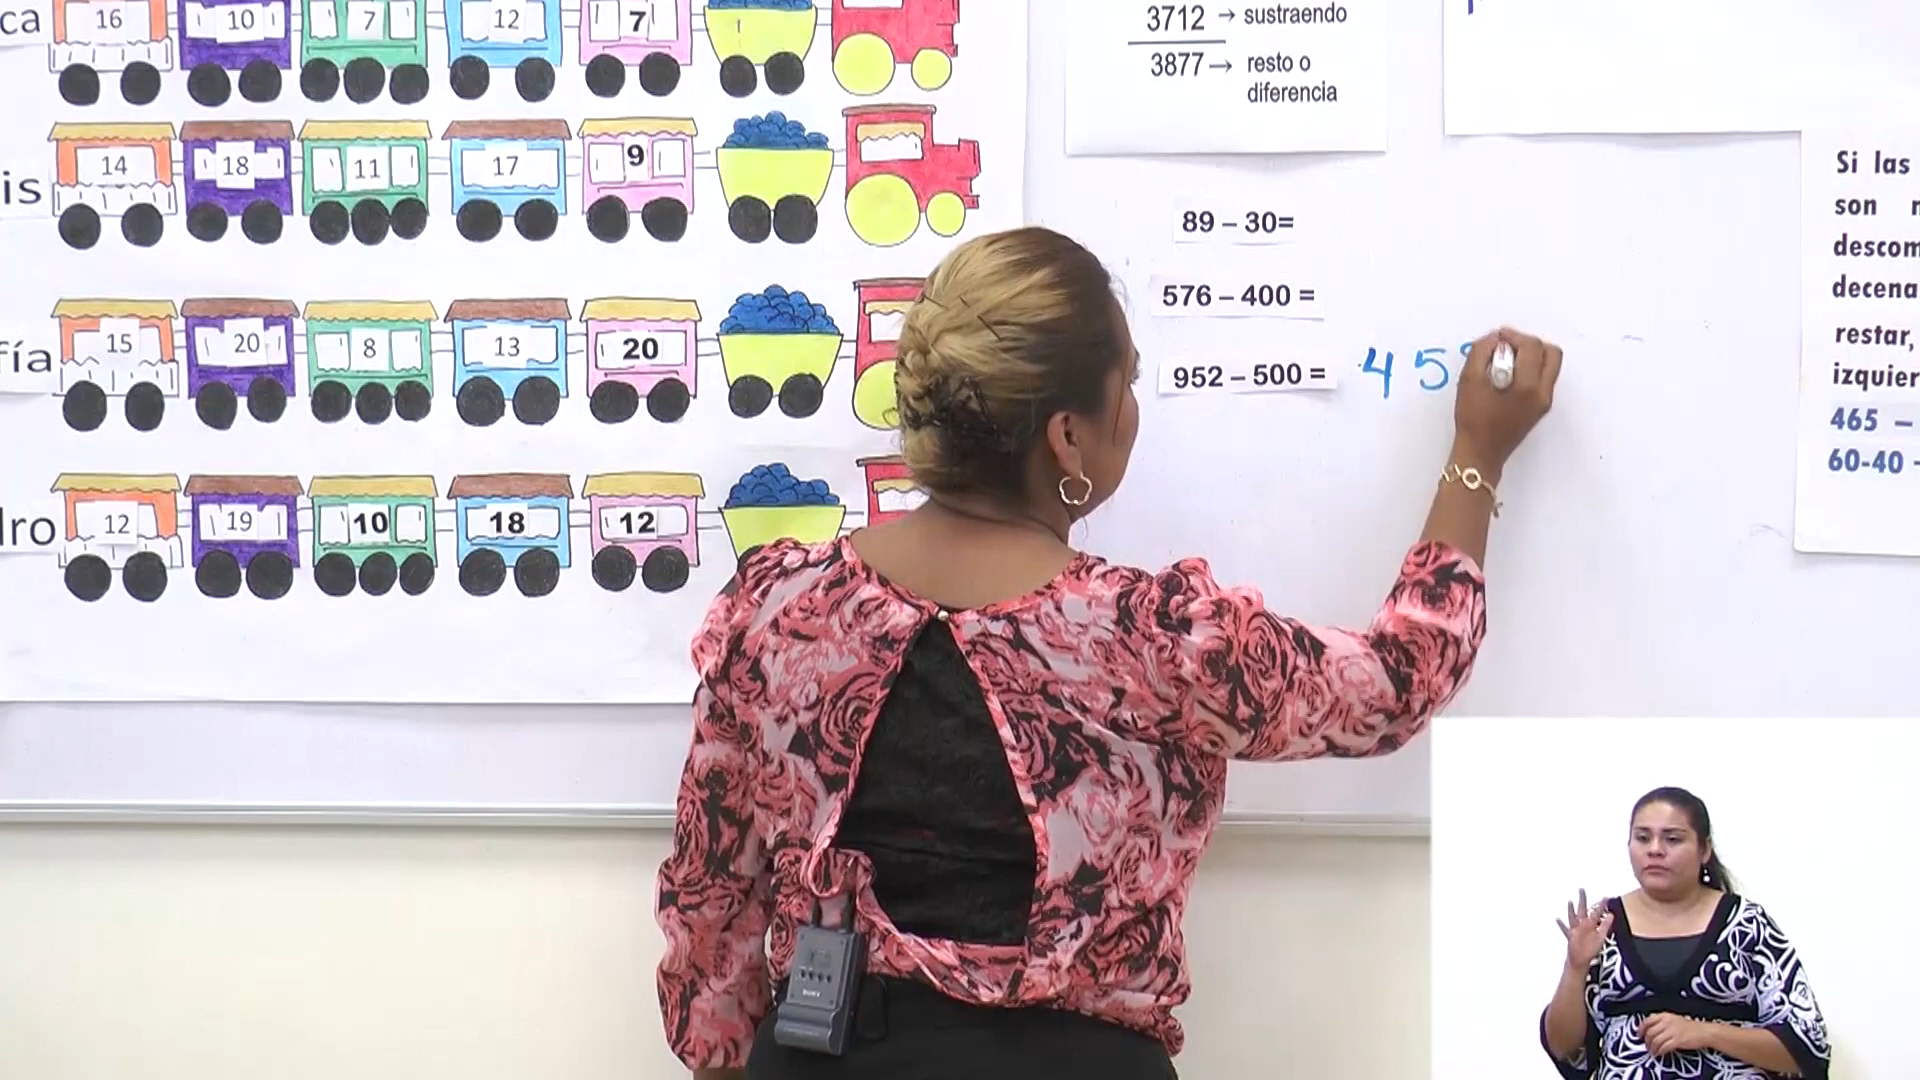 ca 16 10 7 12 7
is 14 18 11 17 9
fía 15 20 8 13 20
dro 12 19 10 18 12
3712 → sustraendo
3877 → resto o
diferencia
89 – 30=
576 – 400 =
952 – 500 = 45
Si las
son
descom
decena
restar,
izquier
465 –
60-40 -
SONY